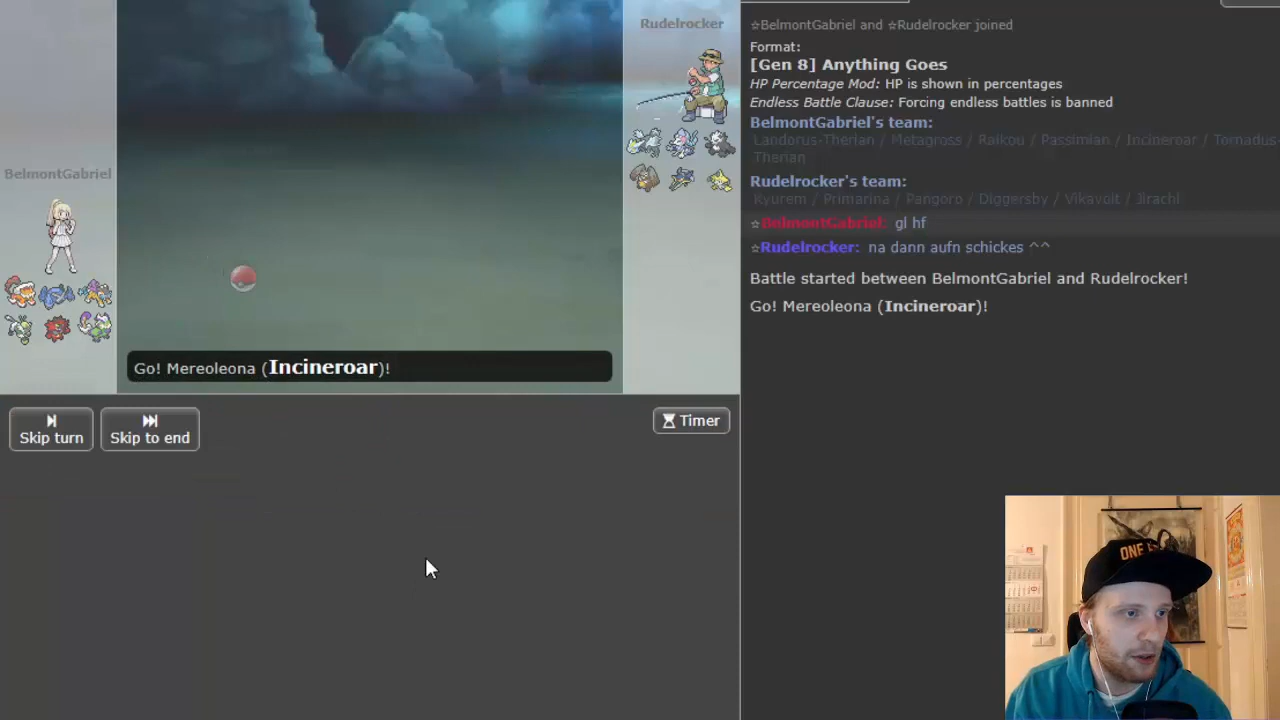 Rudelrocker
BelmontGabriel
Go! Mereoleona (Incineroar)!
Skip turn
Skip to end
Timer
☆BelmontGabriel and ☆Rudelrocker joined
Format:
[Gen 8] Anything Goes
HP Percentage Mod: HP is shown in percentages
Endless Battle Clause: Forcing endless battles is banned
BelmontGabriel's team:
Landorus-Therian / Metagross / Raikou / Passimian / Incineroar / Tornadus-
Therian
Rudelrocker's team:
Kyurem / Primarina / Pangoro / Diggersby / Vikavolt / Jirachi
☆BelmontGabriel: gl hf
☆Rudelrocker: na dann aufn schickes ^^
Battle started between BelmontGabriel and Rudelrocker!
Go! Mereoleona (Incineroar)!